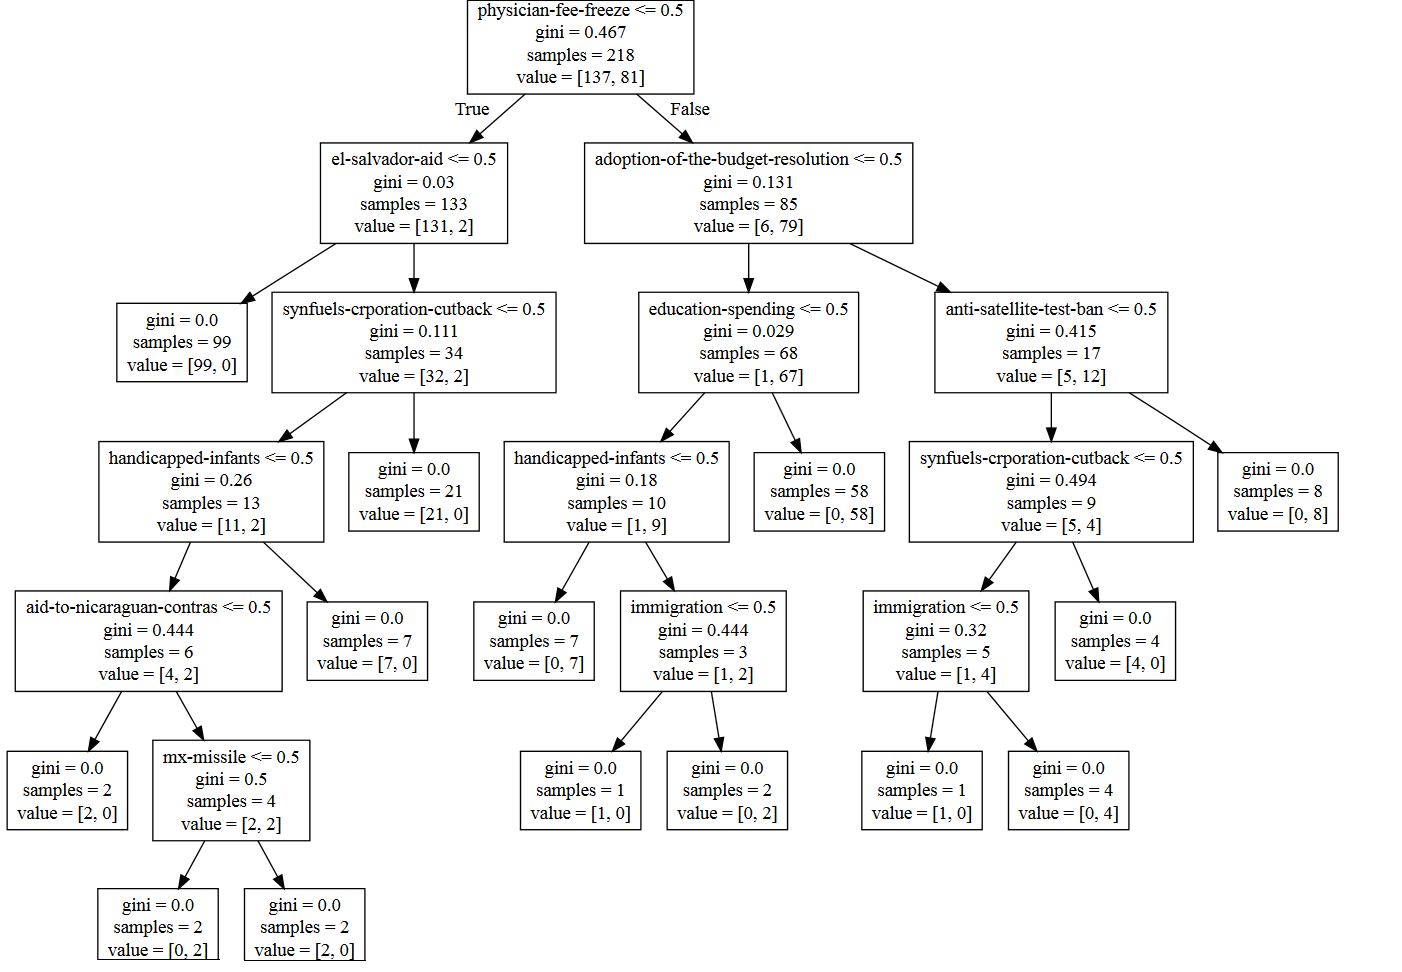 physician-fee-freeze <= 0.5
gini = 0.467
samples = 218
value = [137, 81]
True
False
el-salvador-aid <= 0.5
gini = 0.03
samples = 133
value = [131, 2]
adoption-of-the-budget-resolution <= 0.5
gini = 0.131
samples = 85
value = [6, 79]
gini = 0.0
samples = 99
value = [99, 0]
synfuels-crporation-cutback <= 0.5
gini = 0.111
samples = 34
value = [32, 2]
education-spending <= 0.5
gini = 0.029
samples = 68
value = [1, 67]
anti-satellite-test-ban <= 0.5
gini = 0.415
samples = 17
value = [5, 12]
handicapped-infants <= 0.5
gini = 0.26
samples = 13
value = [11, 2]
gini = 0.0
samples = 21
value = [21, 0]
handicapped-infants <= 0.5
gini = 0.18
samples = 10
value = [1, 9]
gini = 0.0
samples = 58
value = [0, 58]
synfuels-crporation-cutback <= 0.5
gini = 0.494
samples = 9
value = [5, 4]
gini = 0.0
samples = 8
value = [0, 8]
aid-to-nicaraguan-contras <= 0.5
gini = 0.444
samples = 6
value = [4, 2]
gini = 0.0
samples = 7
value = [7, 0]
gini = 0.0
samples = 7
value = [0, 7]
immigration <= 0.5
gini = 0.444
samples = 3
value = [1, 2]
immigration <= 0.5
gini = 0.32
samples = 5
value = [1, 4]
gini = 0.0
samples = 4
value = [4, 0]
gini = 0.0
samples = 2
value = [2, 0]
mx-missile <= 0.5
gini = 0.5
samples = 4
value = [2, 2]
gini = 0.0
samples = 1
value = [1, 0]
gini = 0.0
samples = 2
value = [0, 2]
gini = 0.0
samples = 1
value = [1, 0]
gini = 0.0
samples = 4
value = [0, 4]
gini = 0.0
samples = 2
value = [0, 2]
gini = 0.0
samples = 2
value = [2, 0]